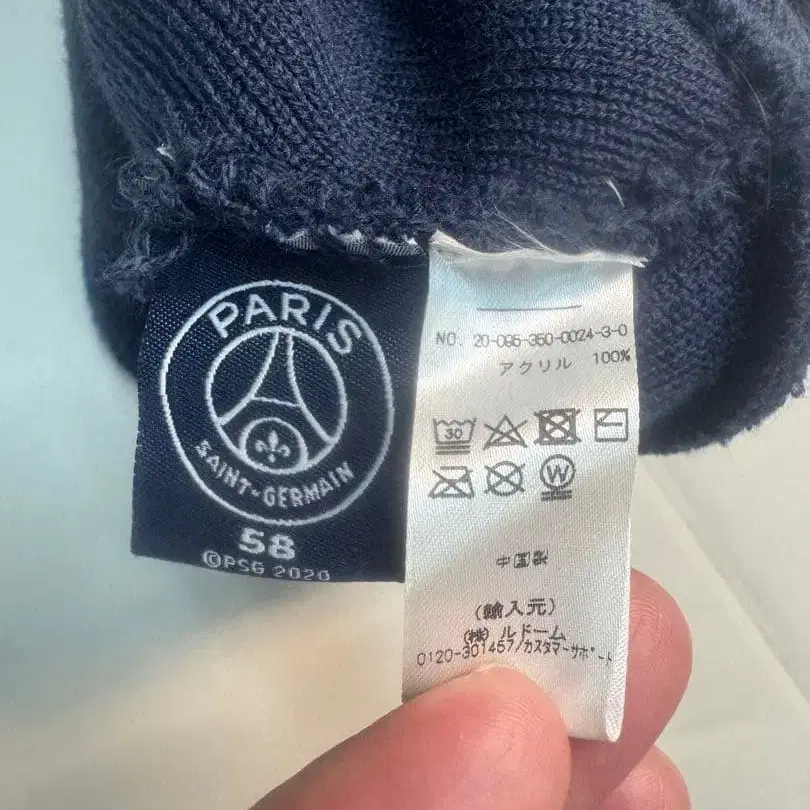 PARIS
SAINT-GERMAIN
58
©PSG 2020
NO. 20-095-350-0024-3-0
アクリル 100%
30
W
中国製
(輸入元)
(株) ルドーム
0120-301457/カスタマーサポート